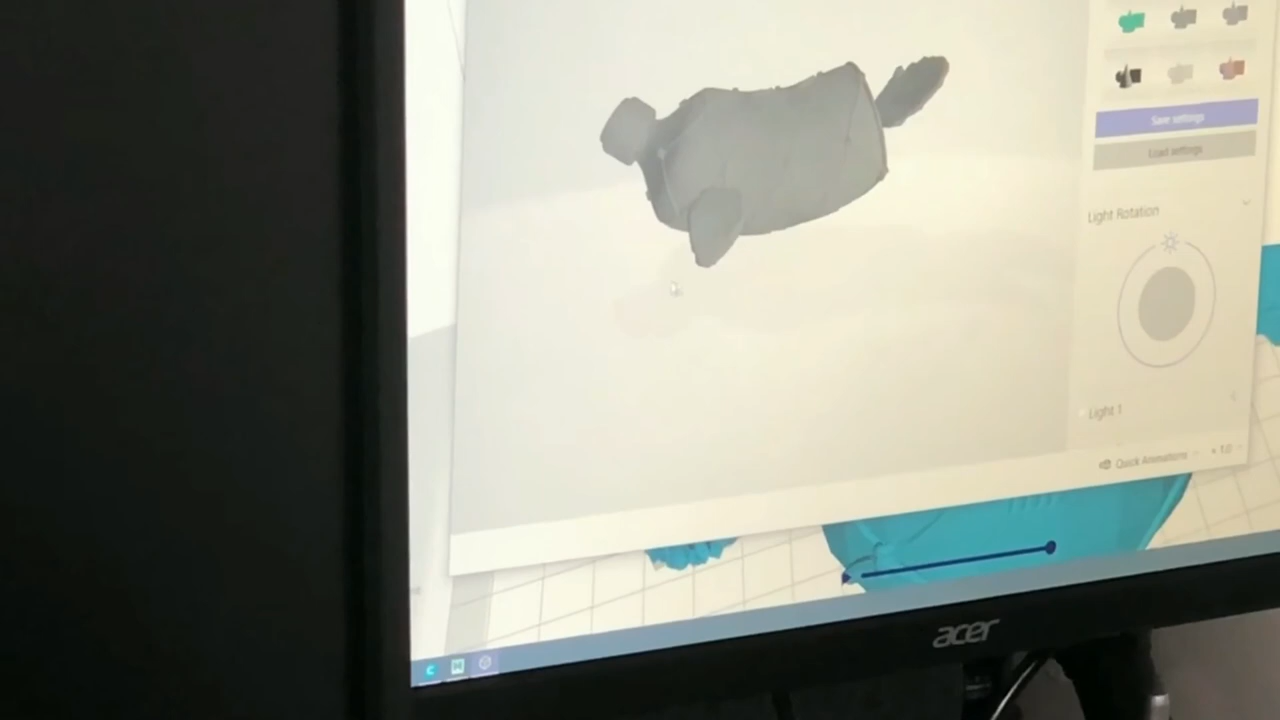 Save settings
Load settings
Light Rotation
Light 1
Quick Animations
acer